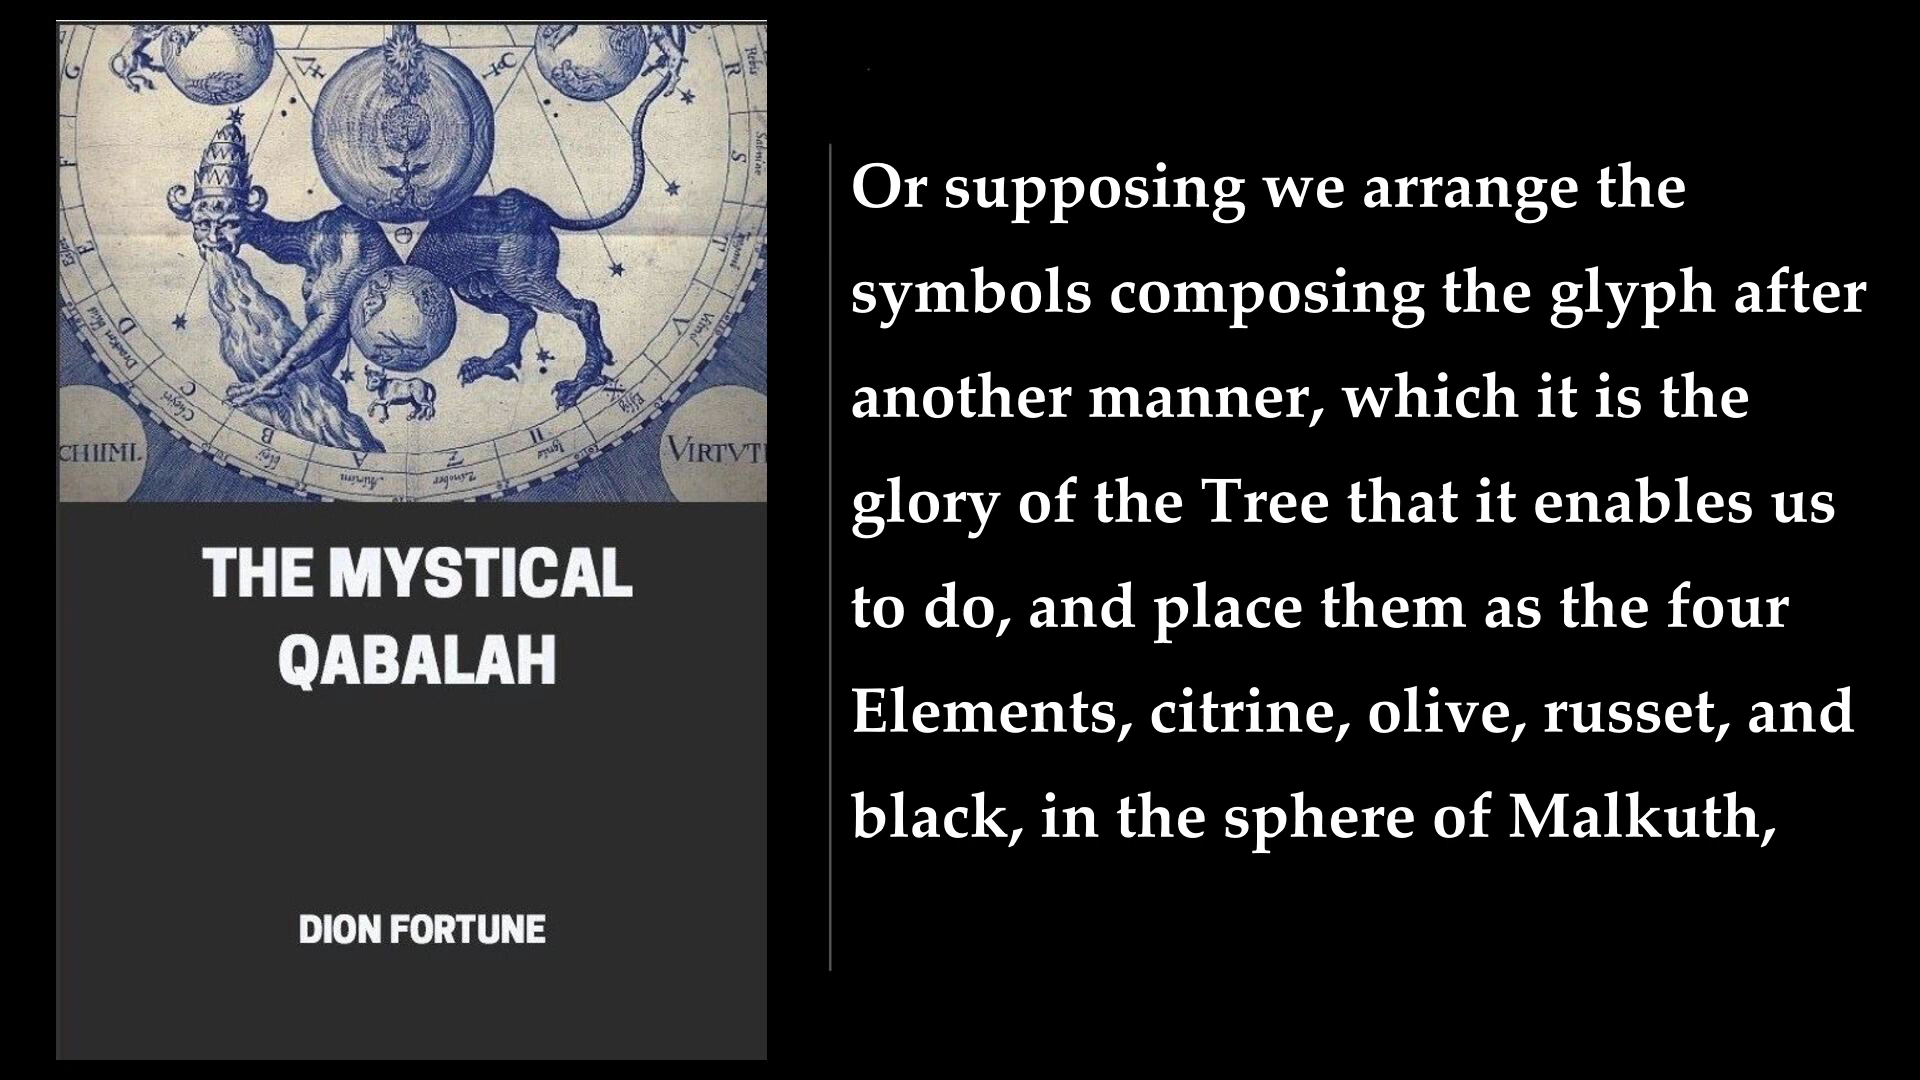 CHIIMI.
VIRTVTI
THE MYSTICAL
QABALAH
DION FORTUNE
Or supposing we arrange the
symbols composing the glyph after
another manner, which it is the
glory of the Tree that it enables us
to do, and place them as the four
Elements, citrine, olive, russet, and
black, in the sphere of Malkuth,